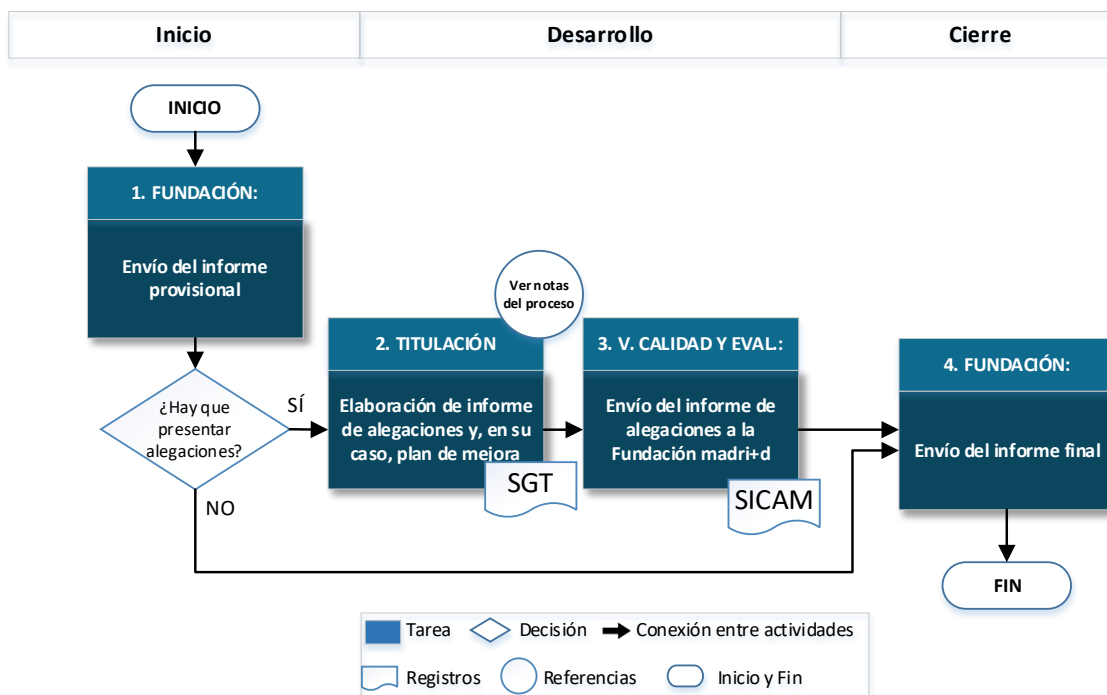 Inicio
Desarrollo
Cierre
INICIO
1. FUNDACIÓN:
Envío del informe
provisional
¿Hay que
presentar
alegaciones?
SÍ
NO
Ver notas
del proceso
2. TITULACIÓN
Elaboración de informe
de alegaciones y, en su
caso, plan de mejora
SGT
3. V. CALIDAD Y EVAL.:
Envío del informe de
alegaciones a la
Fundación madri+d
SICAM
4. FUNDACIÓN:
Envío del informe final
FIN
Tarea
Decisión
Conexión entre actividades
Registros
Referencias
Inicio y Fin